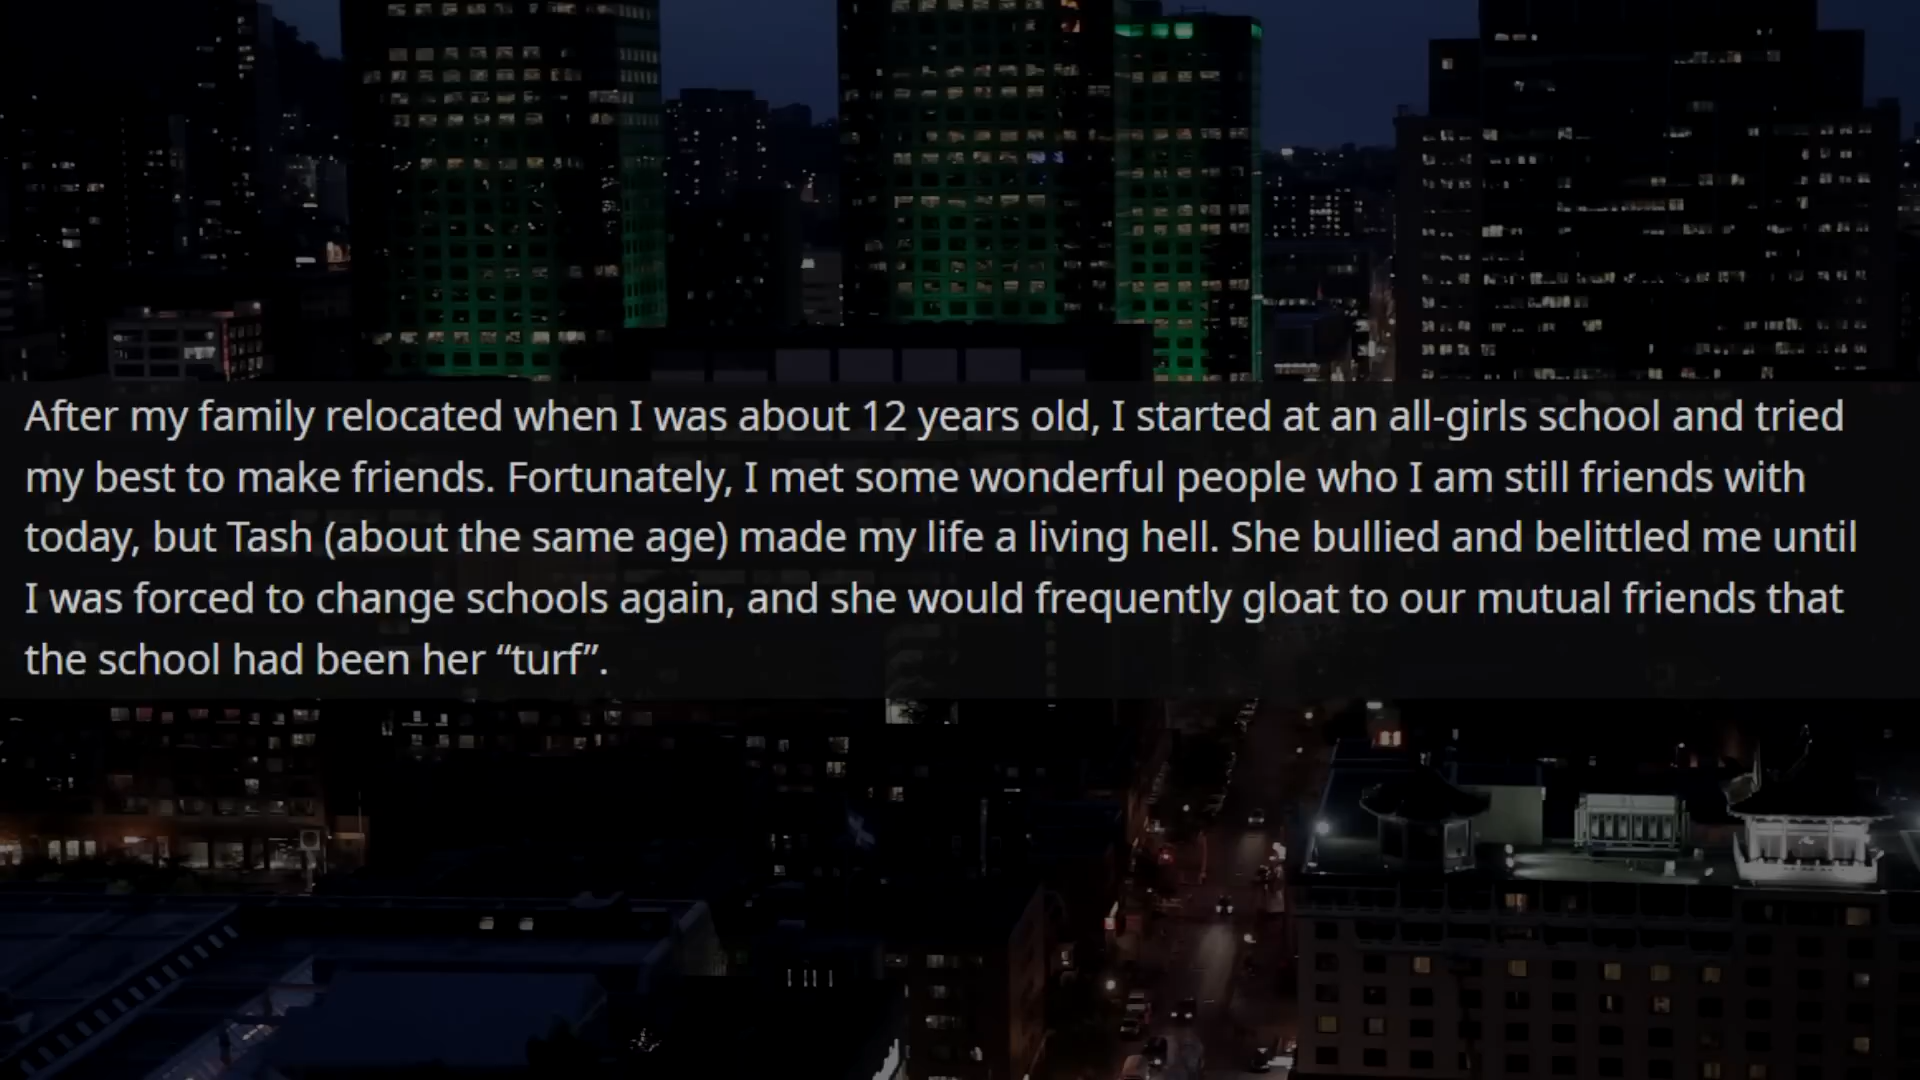 After my family relocated when I was about 12 years old, I started at an all-girls school and tried
my best to make friends. Fortunately, I met some wonderful people who I am still friends with
today, but Tash (about the same age) made my life a living hell. She bullied and belittled me until
I was forced to change schools again, and she would frequently gloat to our mutual friends that
the school had been her “turf”.